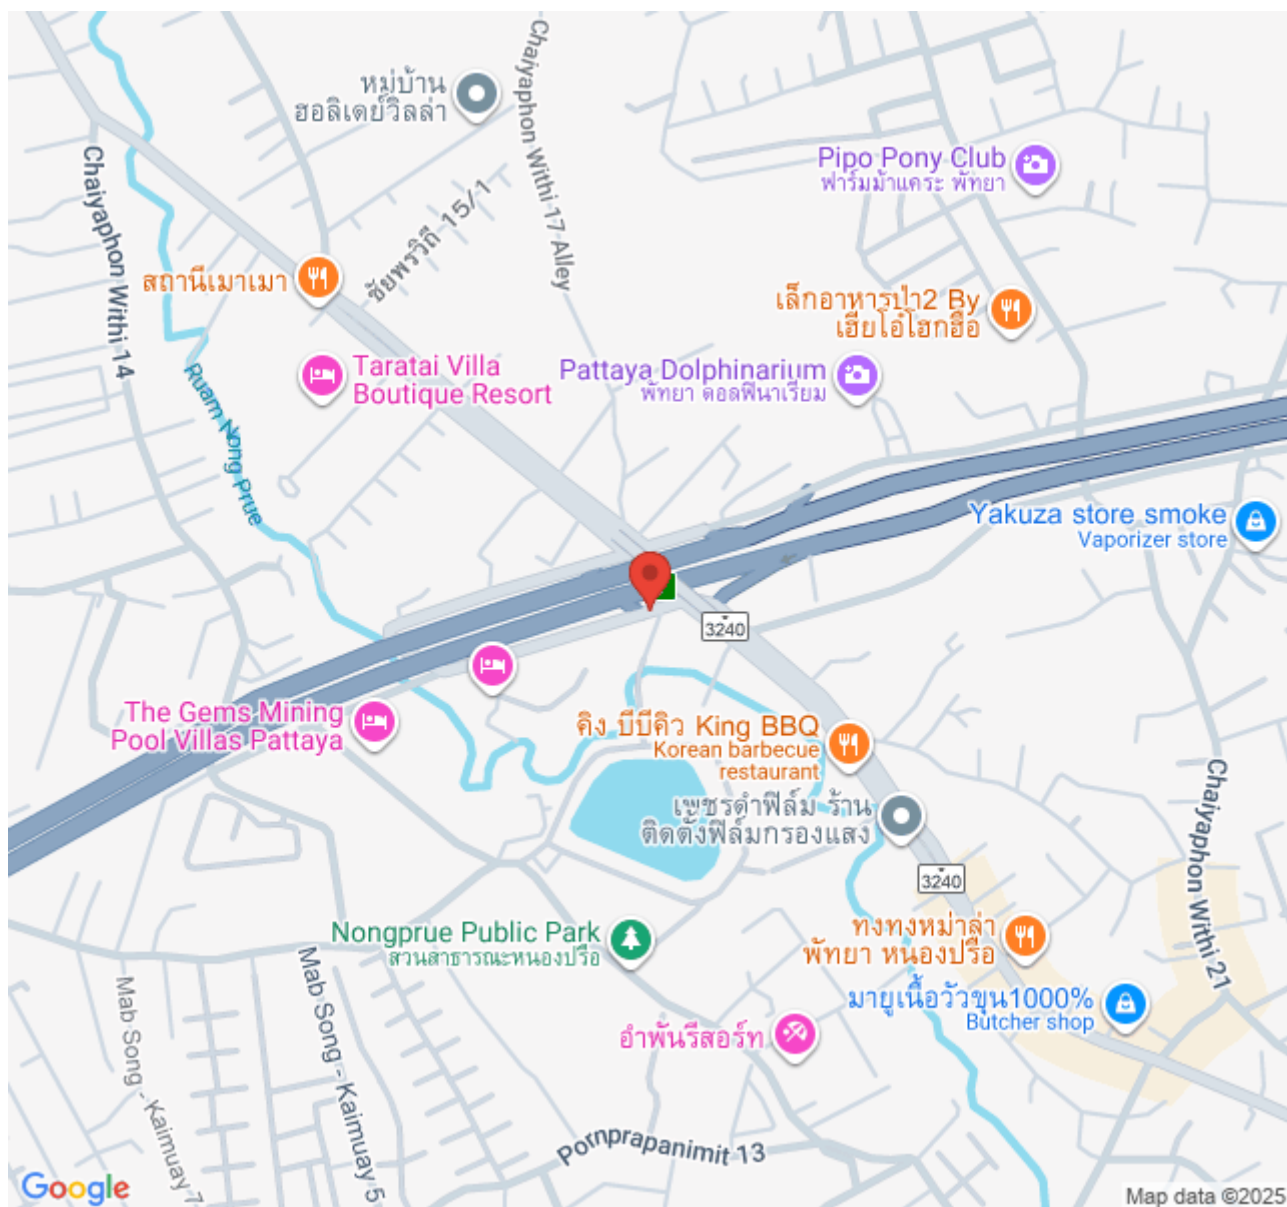 Chaiyaphon Withi 17 Alley
หมู่บ้าน
ฮอลิเดย์วิลล่า
Chaiyaphon Withi 14
Pipo Pony Club
ฟาร์มม้าแคระ พัทยา
ชัยพรวิถี 15/1
สถานีเมาเมา
เล็กอาหารป่า2 By
เฮียโอ๋โฮกฮือ
Taratai Villa
Boutique Resort
Pattaya Dolphinarium
พัทยา ดอลฟินาเรียม
Ruam Nong Prue
Yakuza store smoke
Vaporizer store
3240
The Gems Mining
Pool Villas Pattaya
คิง บีบีคิว King BBQ
Korean barbecue
restaurant
เพชรดำฟิล์ม ร้าน
ติดตั้งฟิล์มกรองแสง
Chaiyaphon Withi 21
3240
Nongprue Public Park
สวนสาธารณะหนองปรือ
ทงทงหม่าล่า
พัทยา หนองปรือ
Mab Song - Kaimuay 7
Mab Song - Kaimuay 5
มายูเนื้อวัวขุน1000%
Butcher shop
อำพันรีสอร์ท
Pornprapanimit 13
Google
Map data ©2025